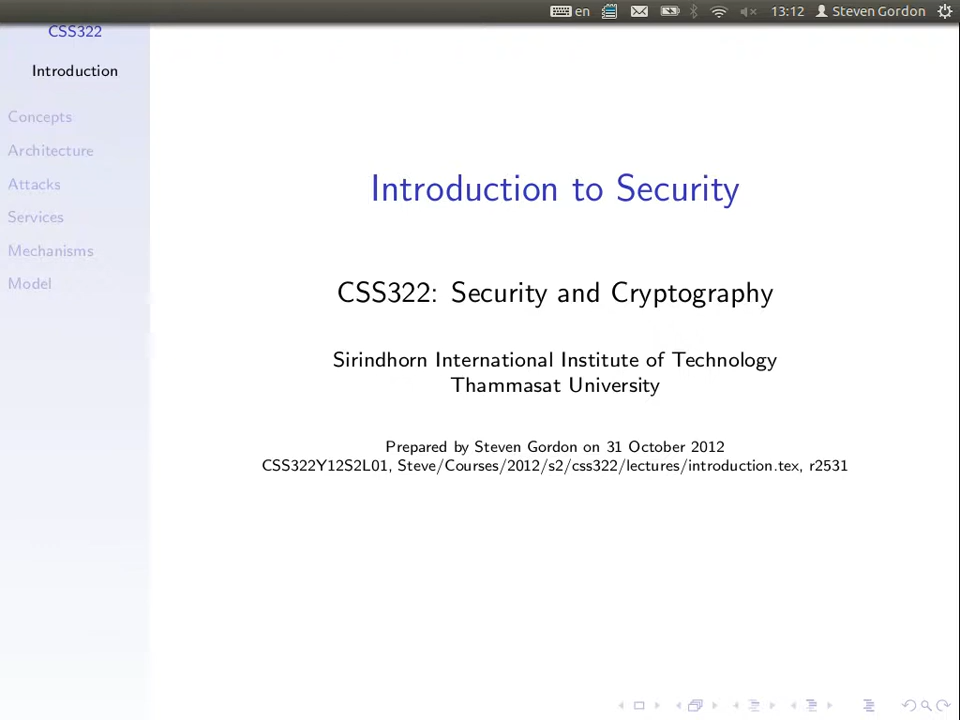 en 13:12 Steven Gordon
CSS322
Introduction
Concepts
Architecture
Attacks
Services
Mechanisms
Model
Introduction to Security
CSS322: Security and Cryptography
Sirindhorn International Institute of Technology
Thammasat University
Prepared by Steven Gordon on 31 October 2012
CSS322Y12S2L01, Steve/Courses/2012/s2/css322/lectures/introduction.tex, r2531